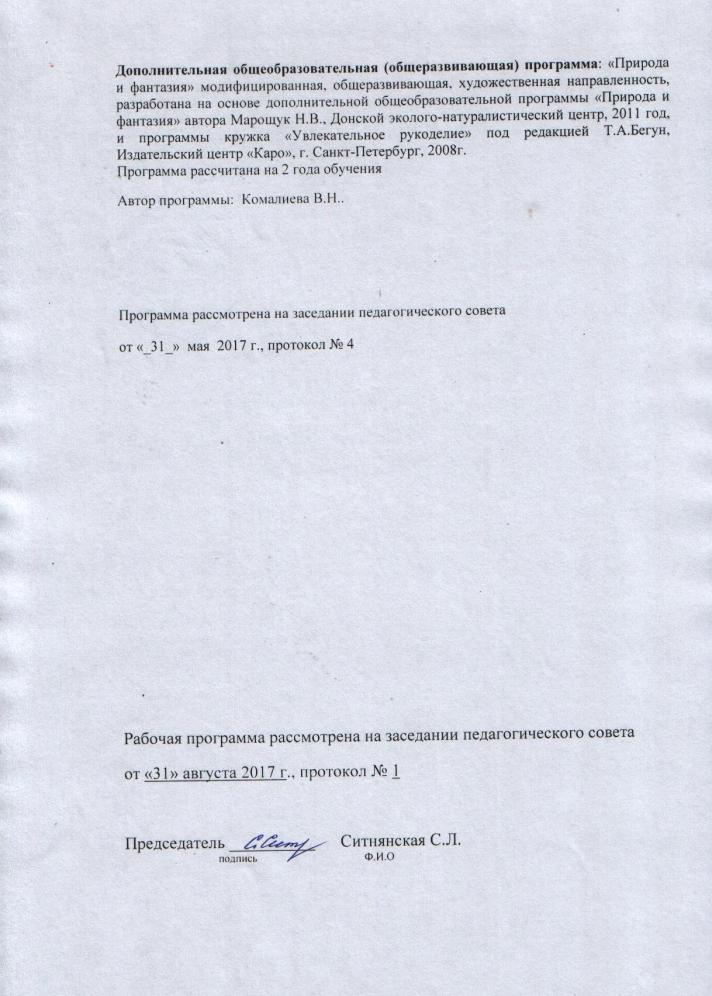 Дополнительная общеобразовательная (общеразвивающая) программа: «Природа
и фантазия» модифицированная, общеразвивающая, художественная направленность,
разработана на основе дополнительной общеобразовательной программы «Природа и
фантазия» автора Марощук Н.В., Донской эколого-натуралистический центр, 2011 год,
и программы кружка «Увлекательное рукоделие» под редакцией Т.А.Бегун,
Издательский центр «Каро», г. Санкт-Петербург, 2008г.
Программа рассчитана на 2 года обучения
Автор программы: Комалиева В.Н..
Программа рассмотрена на заседании педагогического совета
от «_31_» мая 2017 г., протокол № 4
Рабочая программа рассмотрена на заседании педагогического совета
от «31» августа 2017 г., протокол № 1
Председатель С.Ситн Ситнянская С.Л.
подпись Ф.И.О